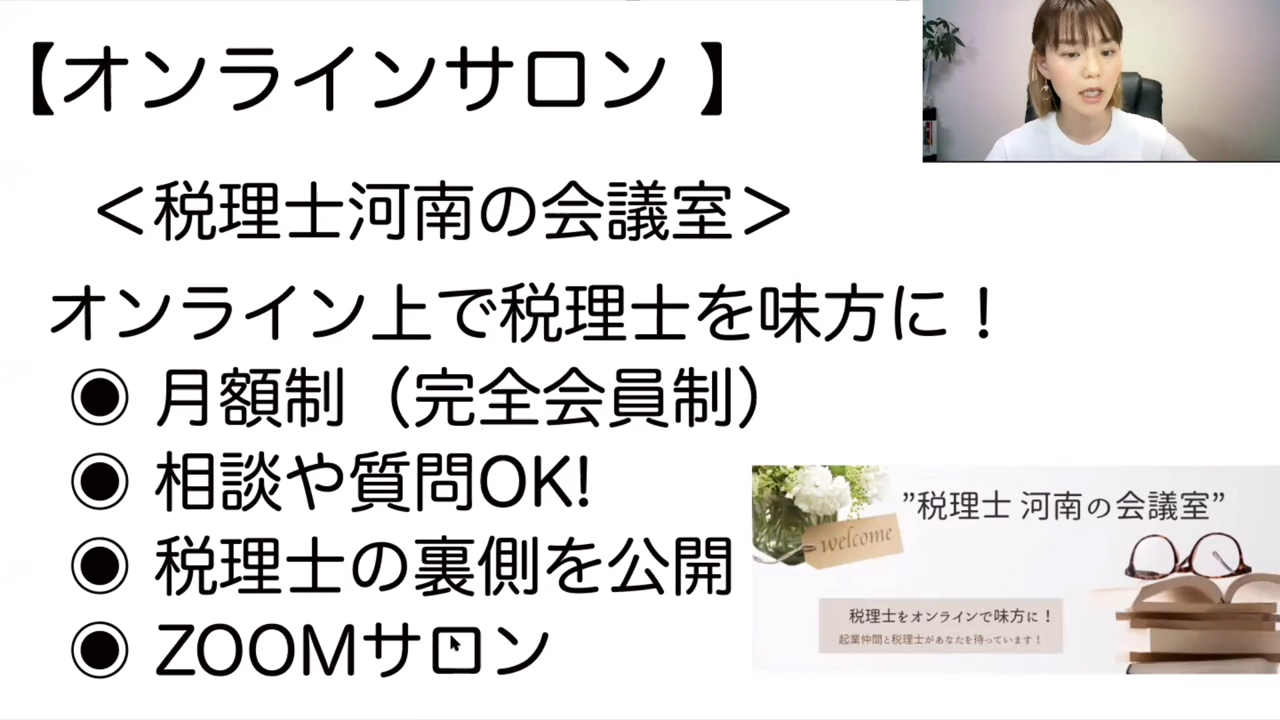 【オンラインサロン 】
＜税理士河南の会議室＞
オンライン上で税理士を味方に！
◉ 月額制（完全会員制）
◉ 相談や質問OK!
◉ 税理士の裏側を公開
◉ ZOOMサロン
”税理士 河南の会議室”
welcome
税理士をオンラインで味方に！
起業仲間と税理士があなたを待っています！